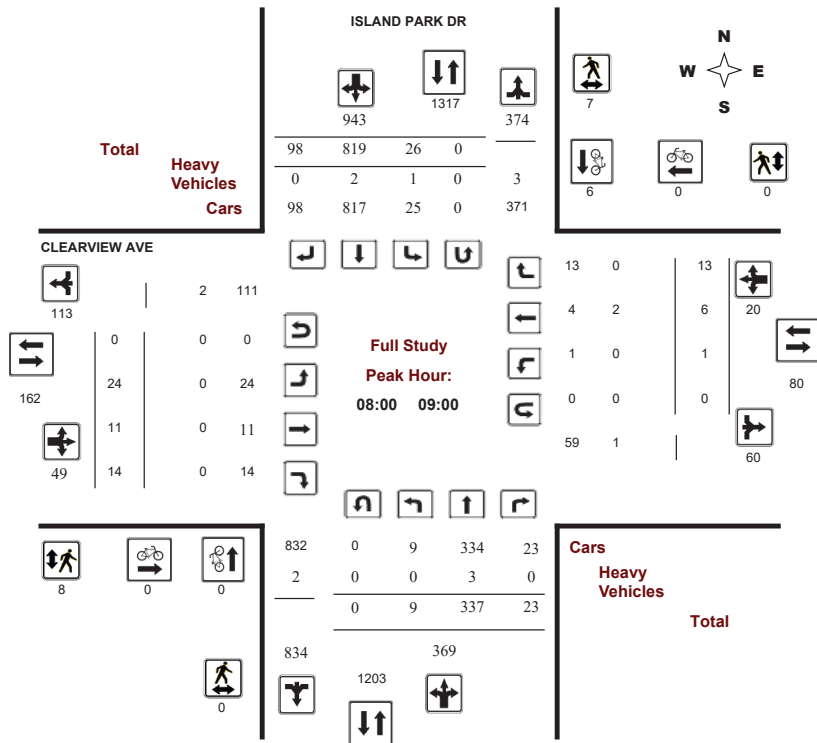 ISLAND PARK DR
N
W E
S
1317
943
374
7
Total
98 819 26 0
Heavy
Vehicles
0 2 1 0 3
Cars
98 817 25 0 371
6 0 0
CLEARVIEW AVE
113
2 111
13 0 13
20
0 0 0
4 2 6
162
24 0 24
Full Study
Peak Hour:
08:00 09:00
1 0 1
80
11 0 11
0 0 0
49
14 0 14
59 1
60
832 0 9 334 23
Cars
2 0 0 3 0
Heavy
Vehicles
8 0 0
0 9 337 23
Total
834
369
1203
0